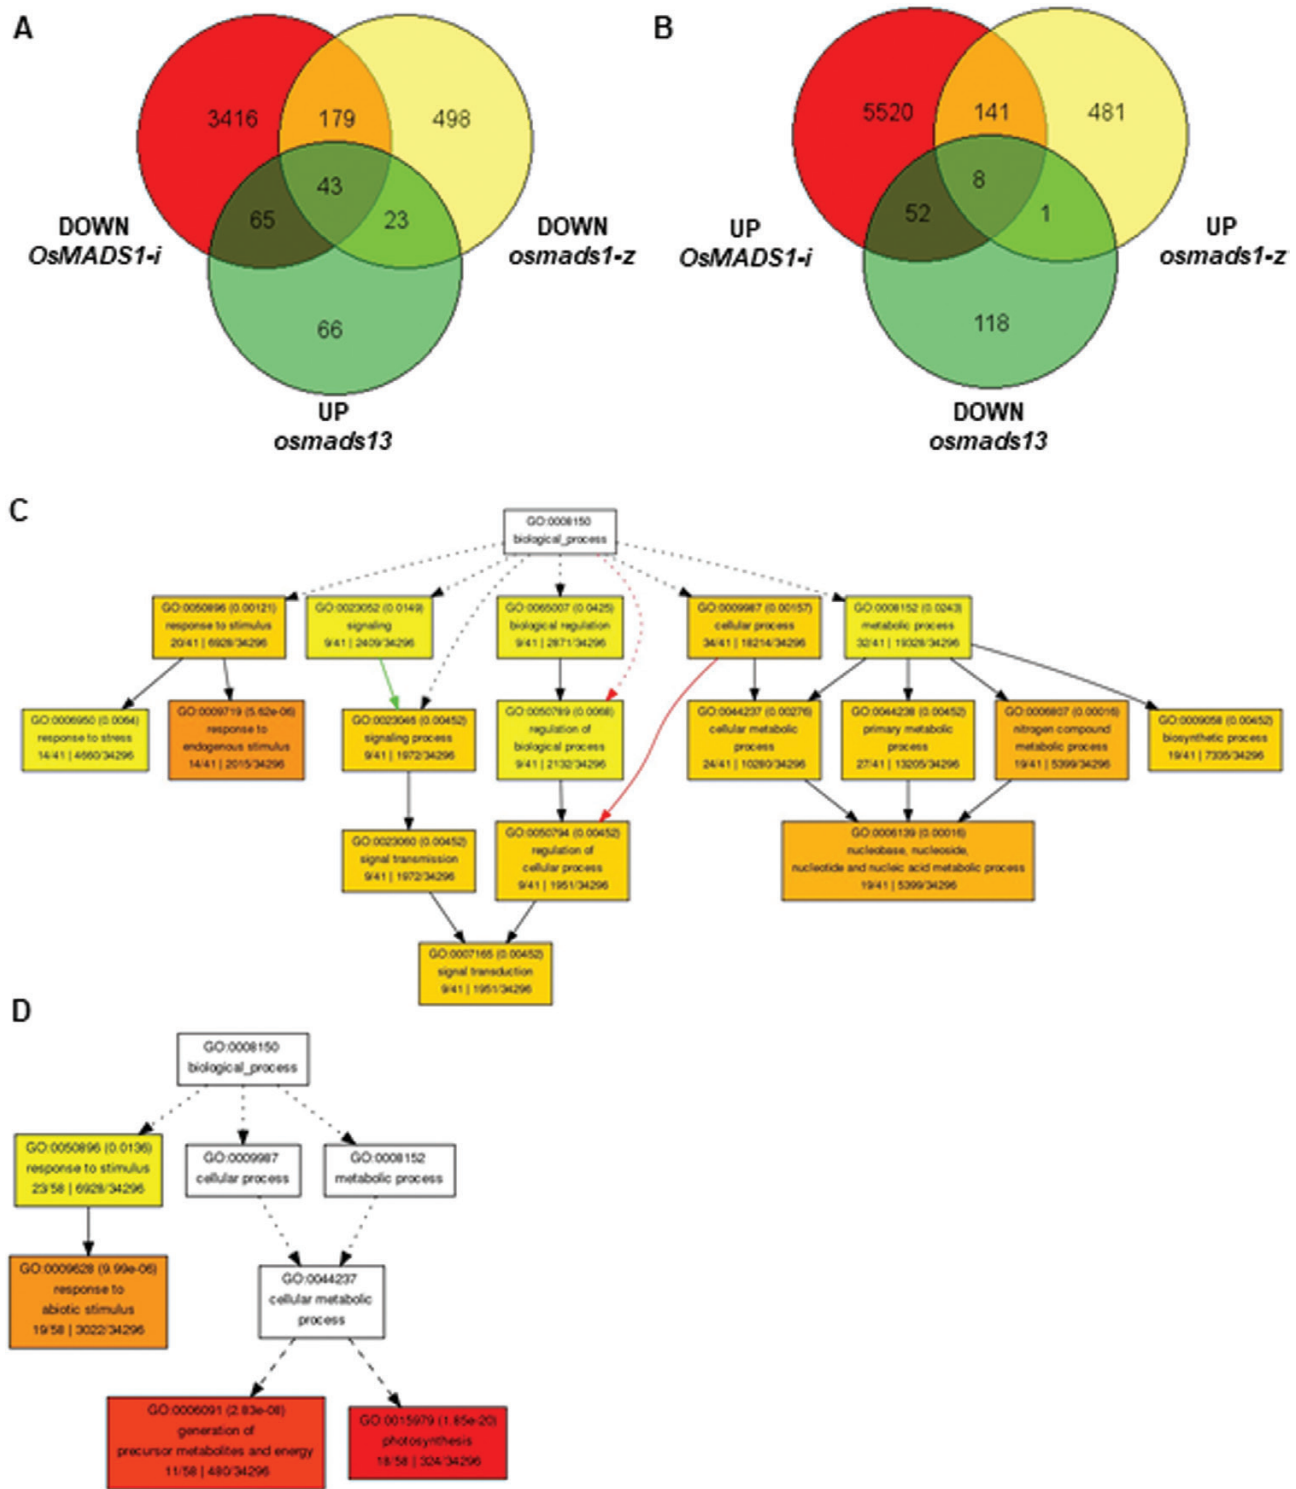 A
3416
179
498
43
65
23
66
DOWN
OsMADS1-i
DOWN
osmads1-z
UP
osmads13
B
5520
141
481
8
52
1
118
UP
OsMADS1-i
UP
osmads1-z
DOWN
osmads13
C
GO:0008150
biological_process
GO:0050896 (0.00121)
response to stimulus
20/41 | 6928/34296
GO:0023052 (0.0149)
signaling
9/41 | 2409/34296
GO:0065007 (0.0425)
biological regulation
9/41 | 2871/34296
GO:0009987 (0.00157)
cellular process
34/41 | 18214/34296
GO:0008152 (0.0243)
metabolic process
32/41 | 19328/34296
GO:0006950 (0.0064)
response to stress
14/41 | 4660/34296
GO:0009719 (5.62e-06)
response to
endogenous stimulus
14/41 | 2015/34296
GO:0023046 (0.00452)
signaling process
9/41 | 1972/34296
GO:0050789 (0.0068)
regulation of
biological process
9/41 | 2132/34296
GO:0044237 (0.00276)
cellular metabolic
process
24/41 | 10280/34296
GO:0044238 (0.00452)
primary metabolic
process
27/41 | 13205/34296
GO:0006807 (0.00016)
nitrogen compound
metabolic process
19/41 | 5399/34296
GO:0009058 (0.00452)
biosynthetic process
19/41 | 7335/34296
GO:0023060 (0.00452)
signal transmission
9/41 | 1972/34296
GO:0050794 (0.00452)
regulation of
cellular process
9/41 | 1951/34296
GO:0006139 (0.00016)
nucleobase, nucleoside,
nucleotide and nucleic acid metabolic process
19/41 | 5399/34296
GO:0007165 (0.00452)
signal transduction
9/41 | 1951/34296
D
GO:0008150
biological_process
GO:0050896 (0.0136)
response to stimulus
23/58 | 6928/34296
GO:0009987
cellular process
GO:0008152
metabolic process
GO:0009628 (9.99e-06)
response to
abiotic stimulus
19/58 | 3022/34296
GO:0044237
cellular metabolic
process
GO:0006091 (2.83e-08)
generation of
precursor metabolites and energy
11/58 | 480/34296
GO:0015979 (1.85e-20)
photosynthesis
18/58 | 324/34296